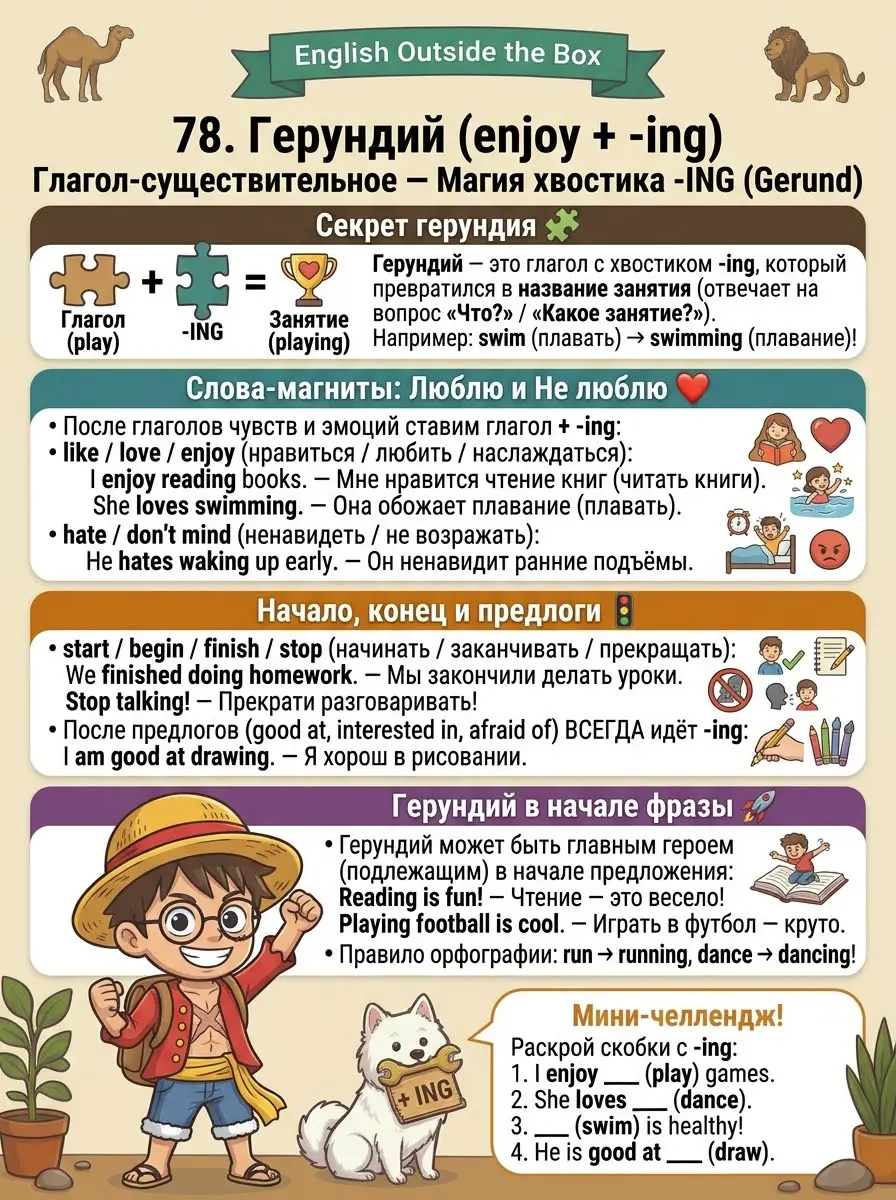 English Outside the Box
78. Герундий (enjoy + -ing)
Глагол-существительное — Магия хвостика -ING (Gerund)
Секрет герундия
+ =
Глагол
(play)
-ING
Занятие
(playing)
Герундий — это глагол с хвостиком -ing, который
превратился в название занятия (отвечает на
вопрос «Что?» / «Какое занятие?»).
Например: swim (плавать) → swimming (плавание)!
Слова-магниты: Люблю и Не люблю
• После глаголов чувств и эмоций ставим глагол + -ing:
• like / love / enjoy (нравиться / любить / наслаждаться):
I enjoy reading books. — Мне нравится чтение книг (читать книги).
She loves swimming. — Она обожает плавание (плавать).
• hate / don't mind (ненавидеть / не возражать):
He hates waking up early. — Он ненавидит ранние подъёмы.
Начало, конец и предлоги
• start / begin / finish / stop (начинать / заканчивать / прекращать):
We finished doing homework. — Мы закончили делать уроки.
Stop talking! — Прекрати разговаривать!
• После предлогов (good at, interested in, afraid of) ВСЕГДА идёт -ing:
I am good at drawing. — Я хорош в рисовании.
Герундий в начале фразы
• Герундий может быть главным героем
(подлежащим) в начале предложения:
Reading is fun! — Чтение — это весело!
Playing football is cool. — Играть в футбол — круто.
• Правило орфографии: run → running, dance → dancing!
+ ING
Мини-челлендж!
Раскрой скобки с -ing:
1. I enjoy ___ (play) games.
2. She loves ___ (dance).
3. ___ (swim) is healthy!
4. He is good at ___ (draw).